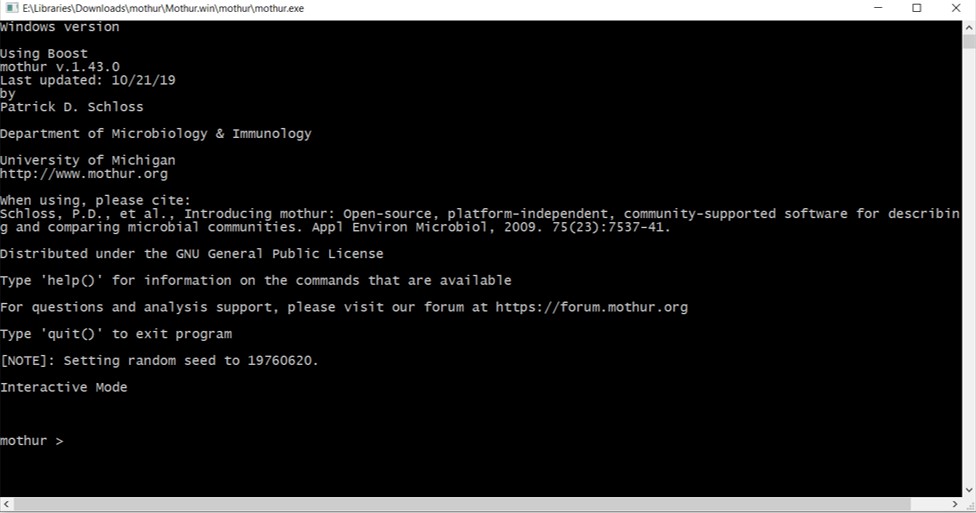 E:\Libraries\Downloads\mothur\Mothur.win\mothur\mothur.exe
Windows version
Using Boost
mothur v.1.43.0
Last updated: 10/21/19
by
Patrick D. Schloss
Department of Microbiology & Immunology
University of Michigan
http://www.mothur.org
When using, please cite:
Schloss, P.D., et al., Introducing mothur: Open-source, platform-independent, community-supported software for describin
g and comparing microbial communities. Appl Environ Microbiol, 2009. 75(23):7537-41.
Distributed under the GNU General Public License
Type 'help()' for information on the commands that are available
For questions and analysis support, please visit our forum at https://forum.mothur.org
Type 'quit()' to exit program
[NOTE]: Setting random seed to 19760620.
Interactive Mode
mothur >